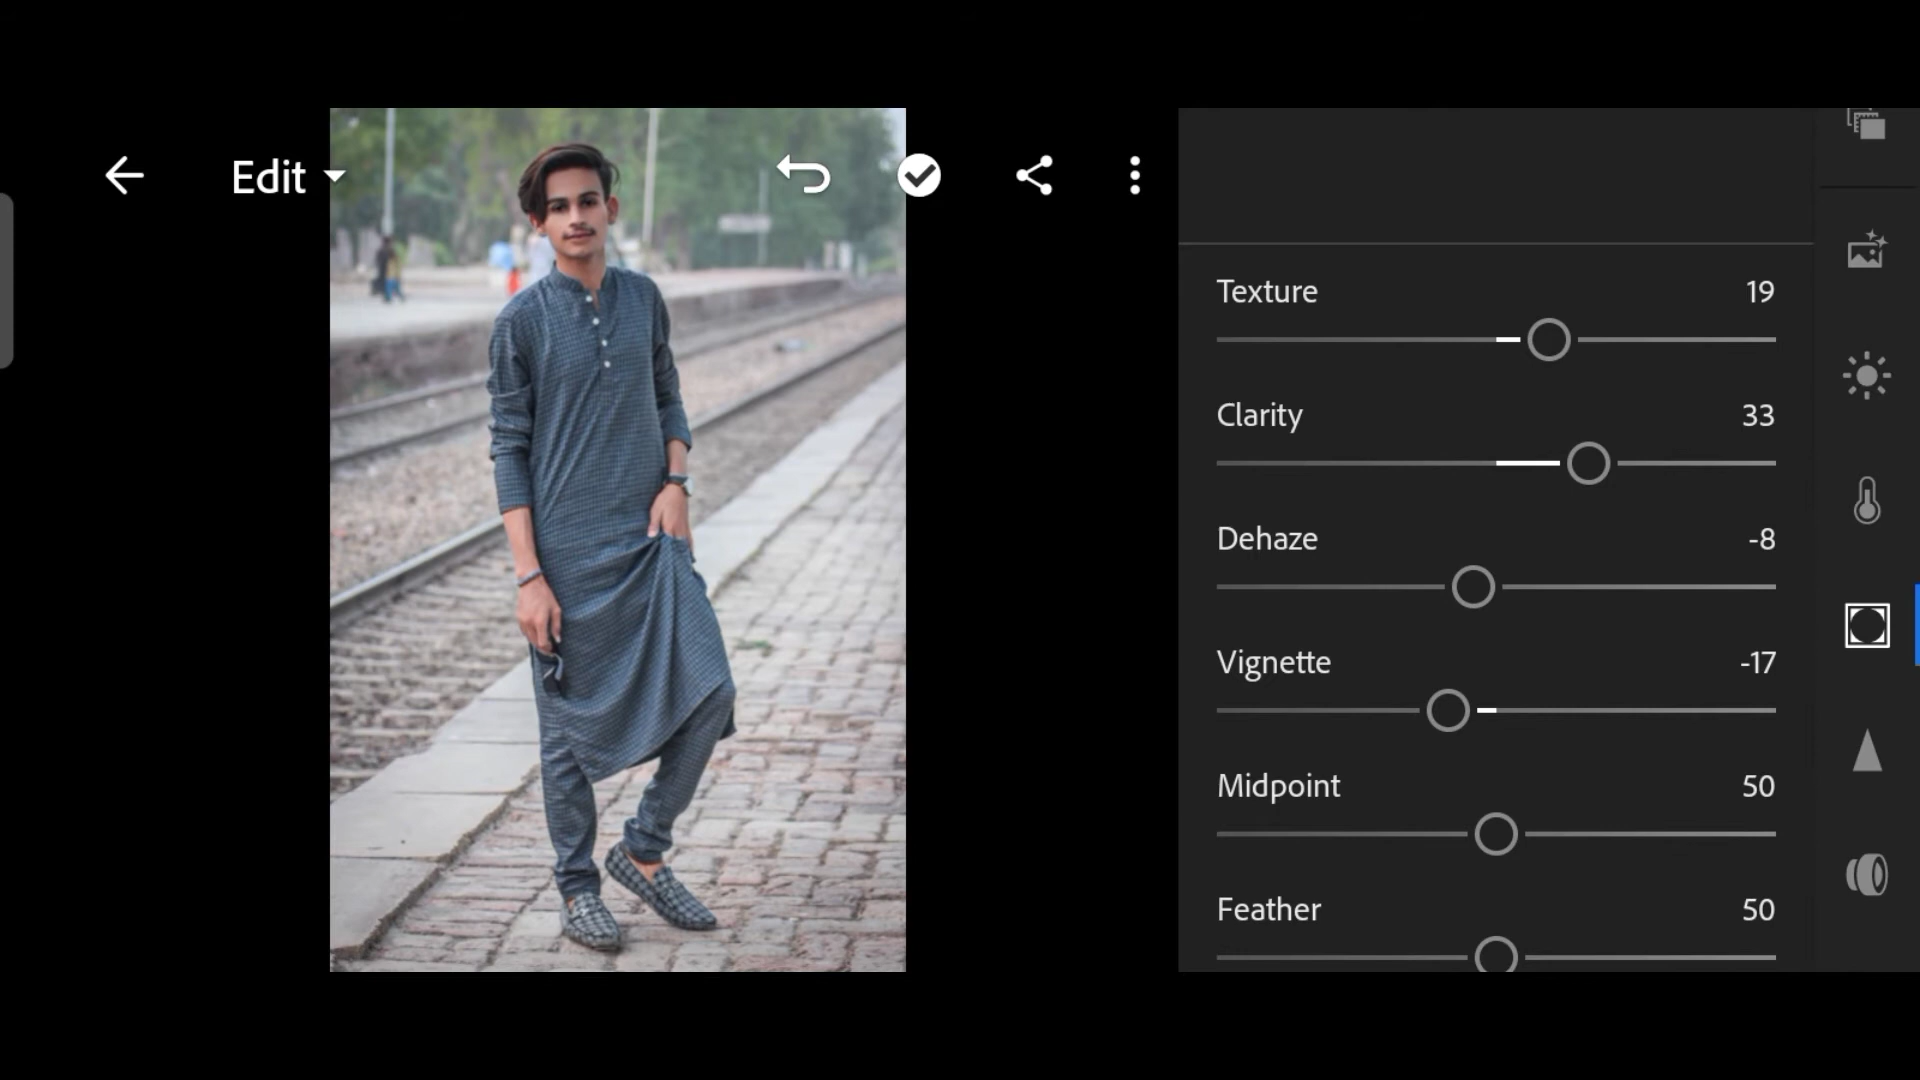 Edit
Texture 19
Clarity 33
Dehaze -8
Vignette -17
Midpoint 50
Feather 50